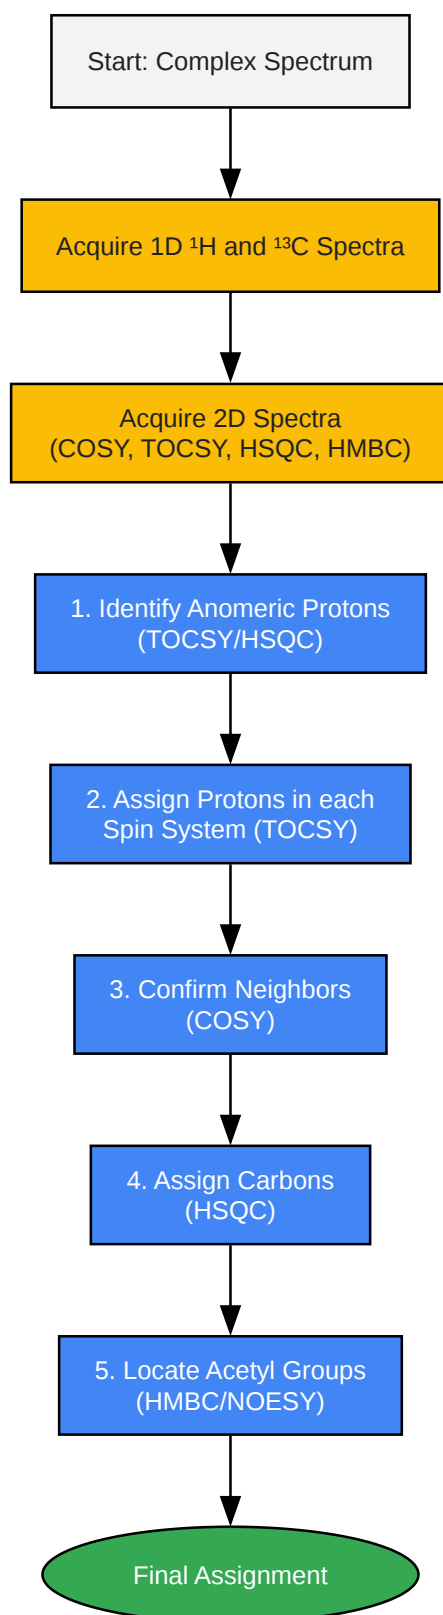 Start: Complex Spectrum
Acquire 1D ¹H and ¹³C Spectra
Acquire 2D Spectra
(COSY, TOCSY, HSQC, HMBC)
1. Identify Anomeric Protons
(TOCSY/HSQC)
2. Assign Protons in each
Spin System (TOCSY)
3. Confirm Neighbors
(COSY)
4. Assign Carbons
(HSQC)
5. Locate Acetyl Groups
(HMBC/NOESY)
Final Assignment